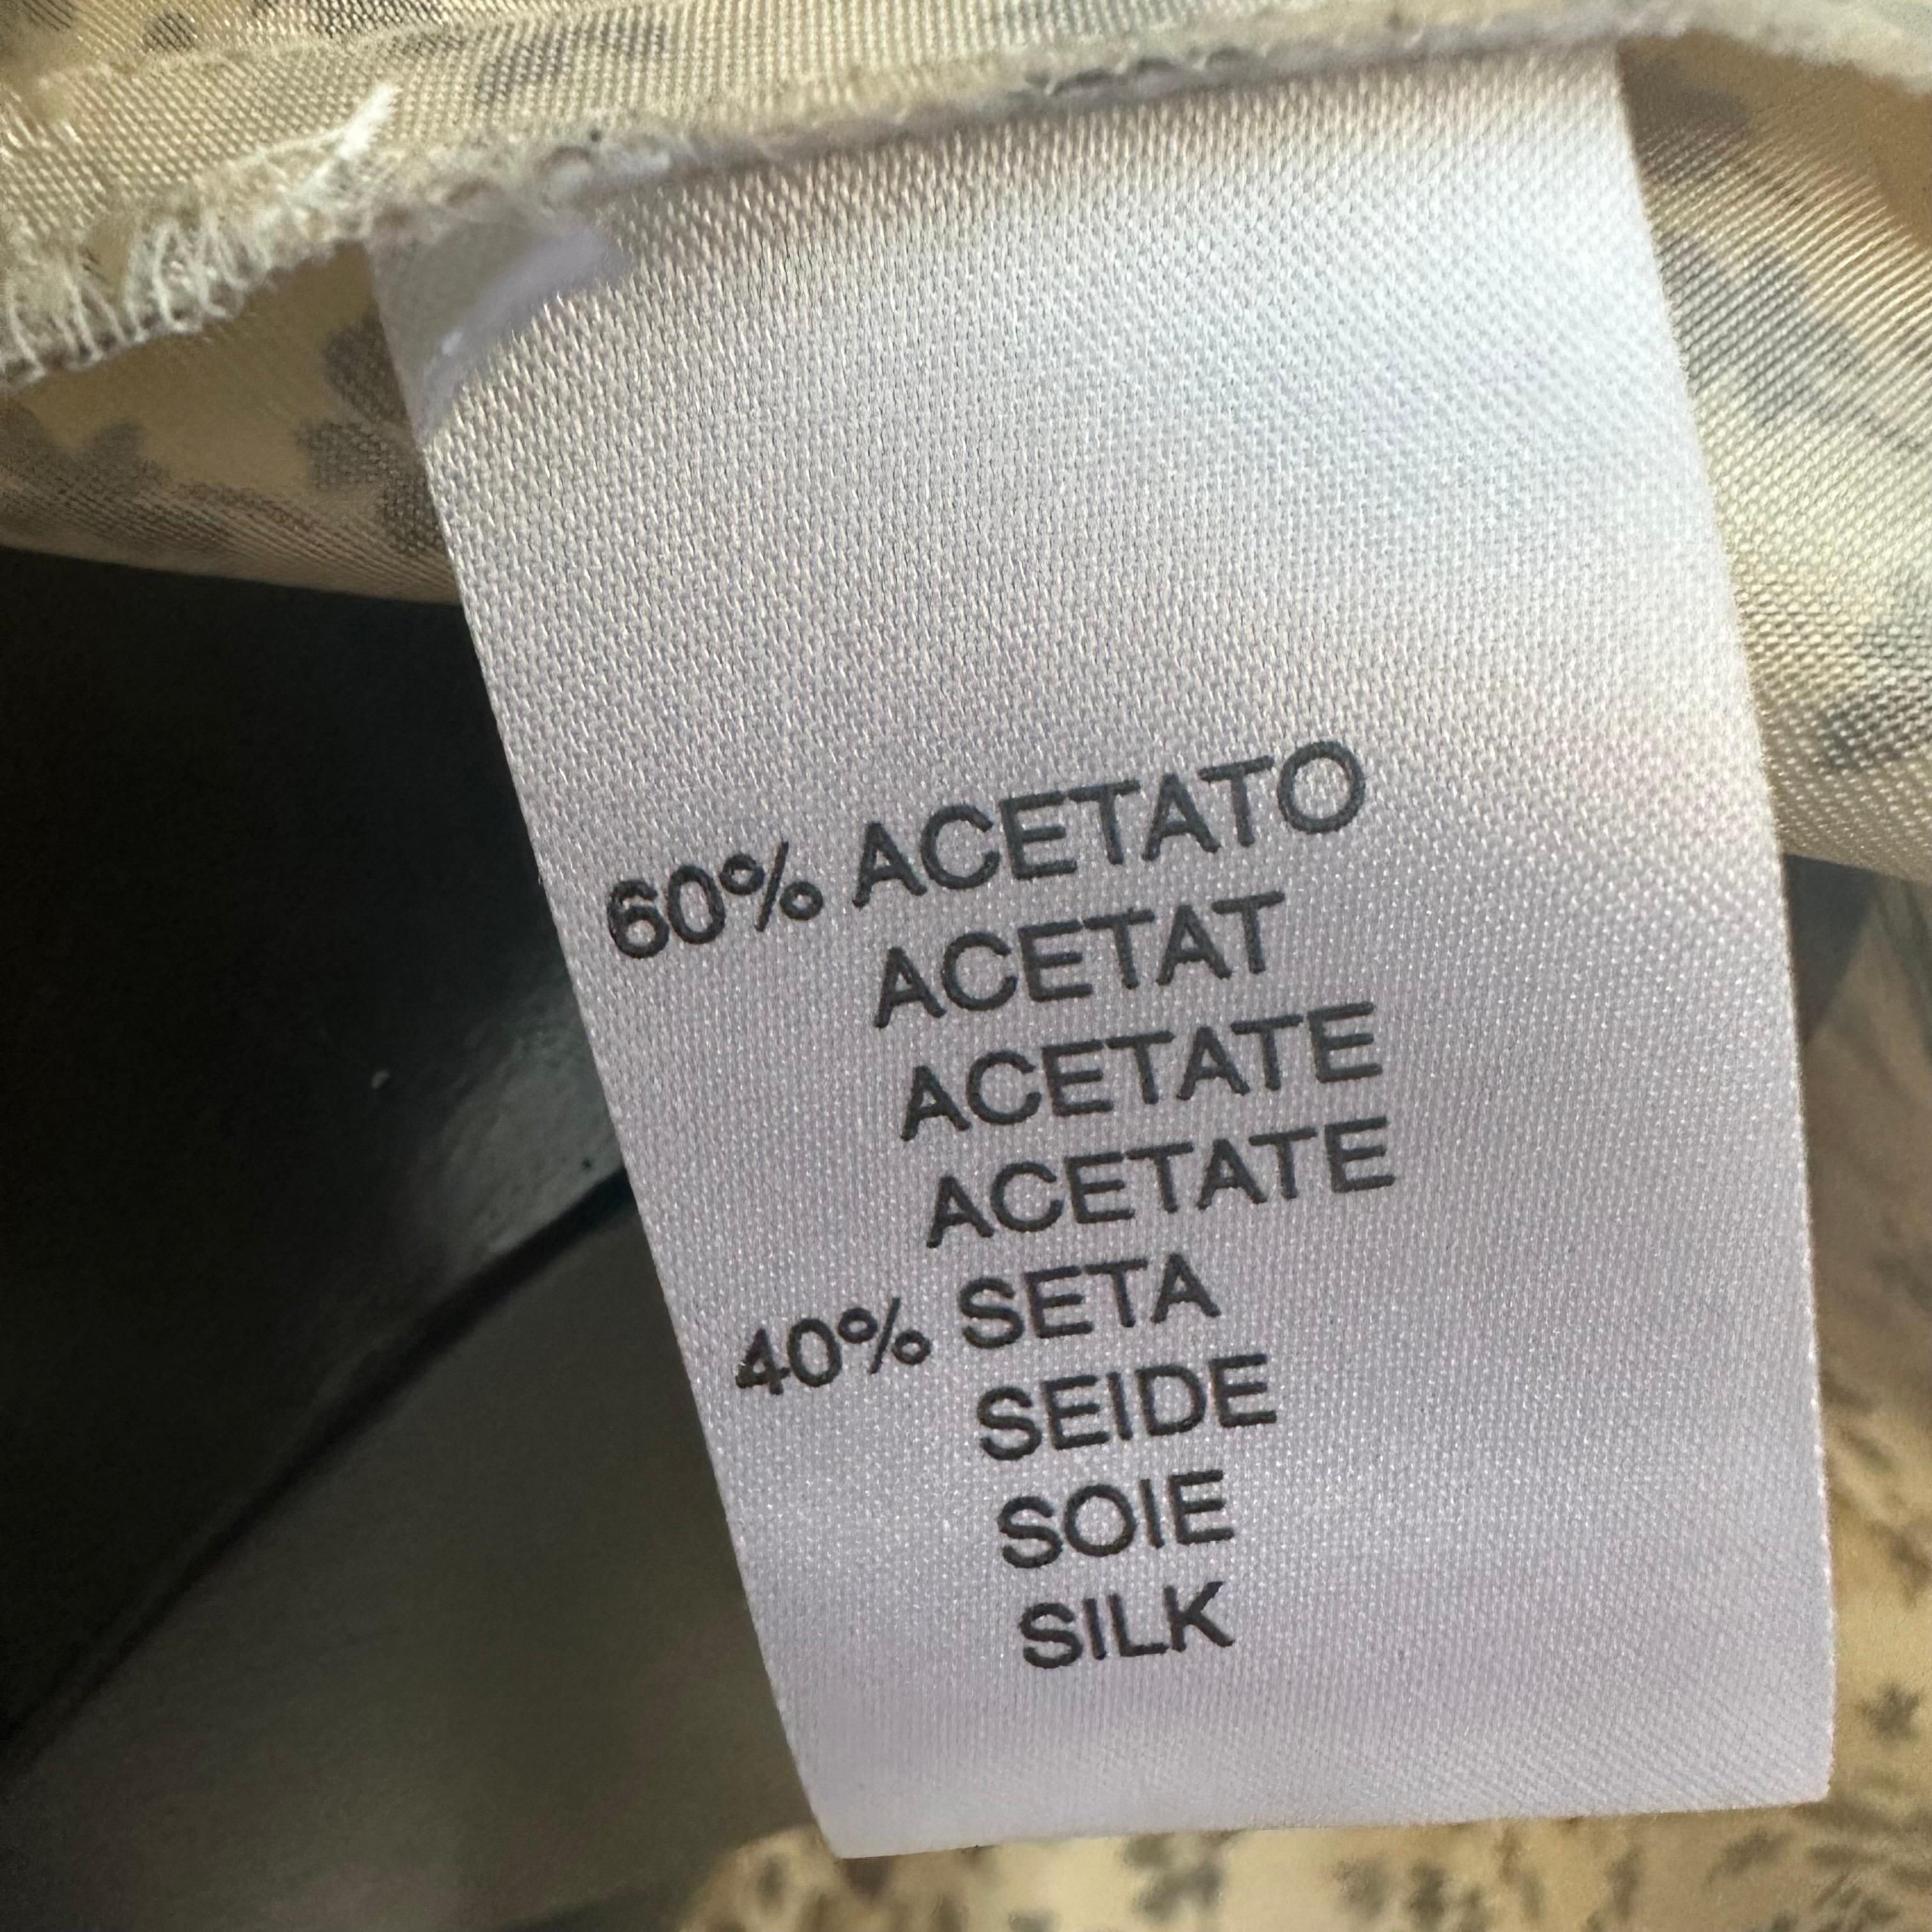 60% ACETATO
ACETAT
ACETATE
ACETATE
40% SETA
SEIDE
SOIE
SILK